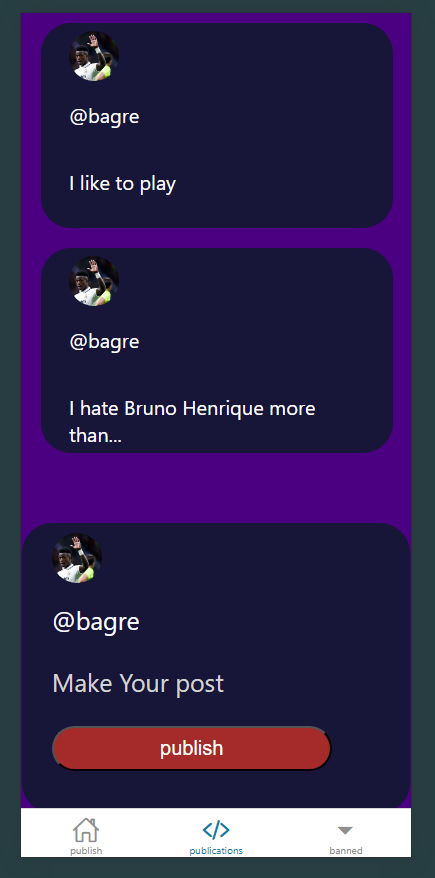 @bagre
I like to play
@bagre
I hate Bruno Henrique more
than...
@bagre
Make Your post
publish
publish
publications
banned